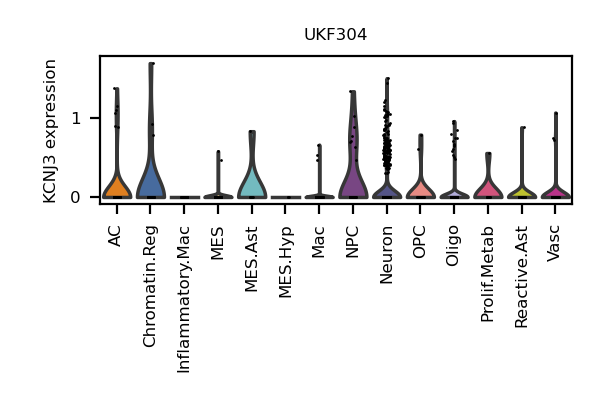 UKF304
KCNJ3 expression
1
0
AC
Chromatin.Reg
Inflammatory.Mac
MES
MES.Ast
MES.Hyp
Mac
NPC
Neuron
OPC
Oligo
Prolif.Metab
Reactive.Ast
Vasc